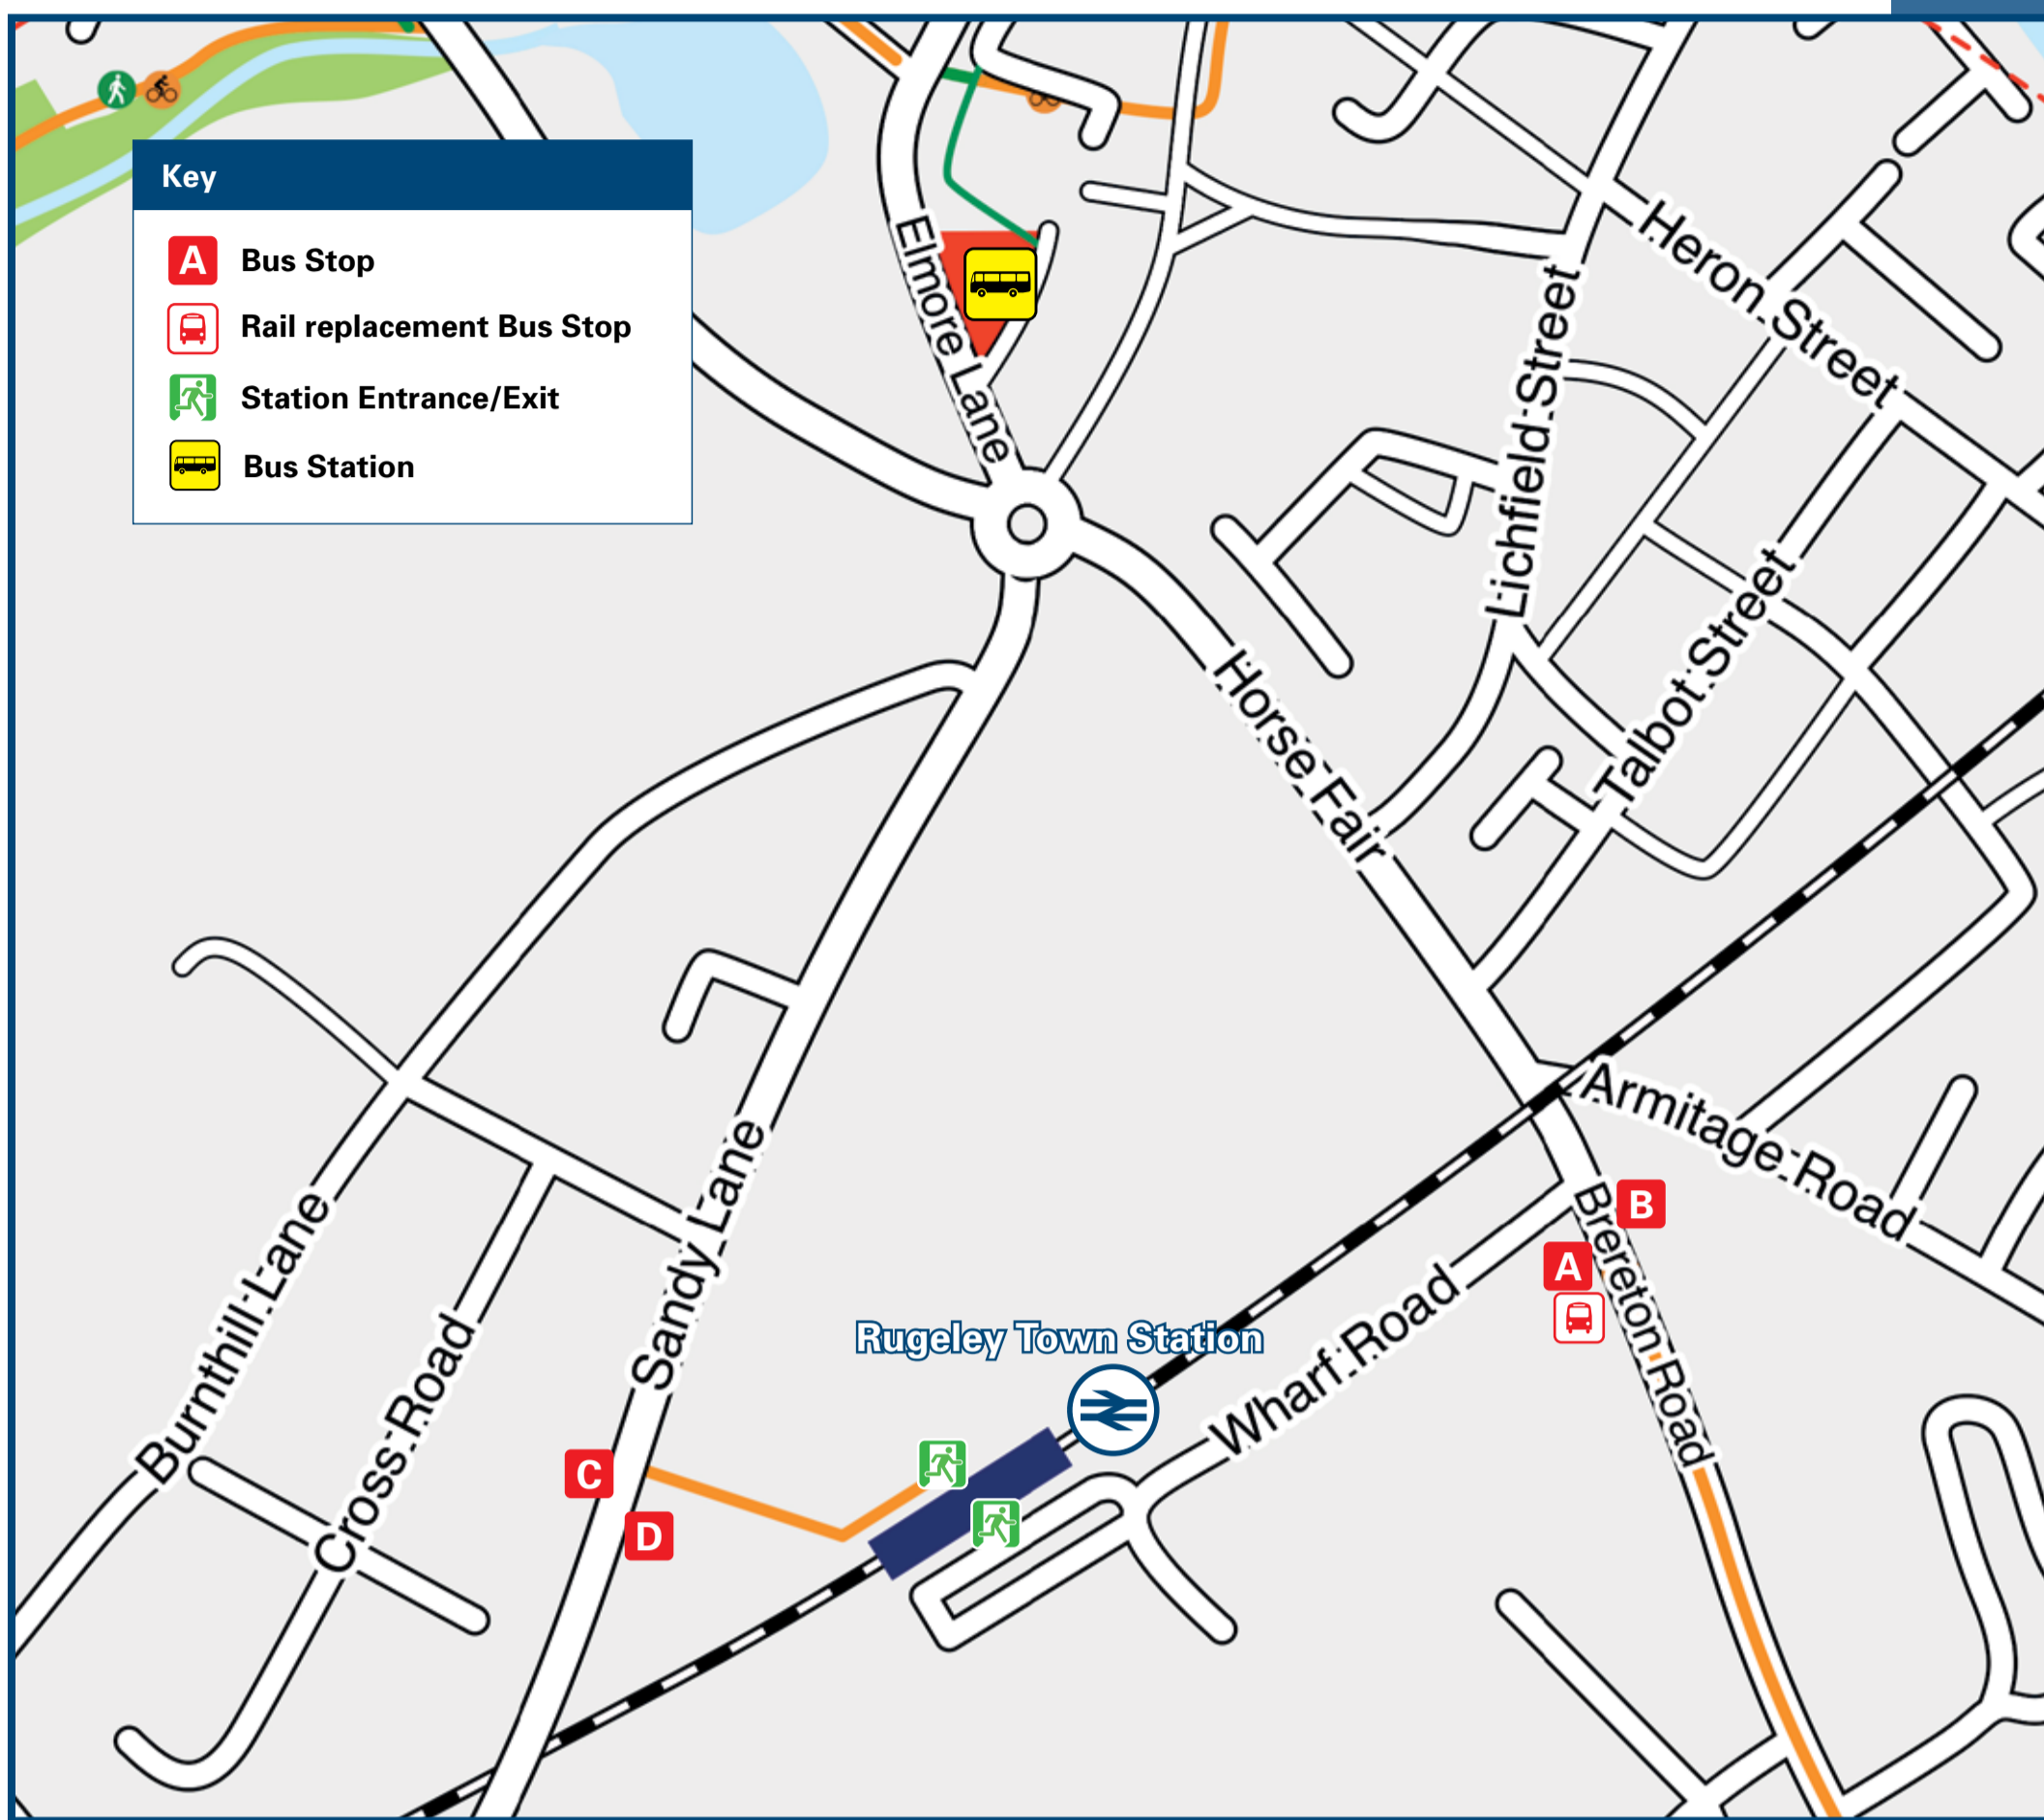 Key
A Bus Stop
Rail replacement Bus Stop
Station Entrance/Exit
Bus Station
Elmore Lane
Heron Street
Lichfield Street
Talbot Street
Horse Fair
Armitage Road
Burnthill Lane
Sandy Lane
Cross Road
Brereton Road
B
A
Rugeley Town Station
Wharf Road
C
D